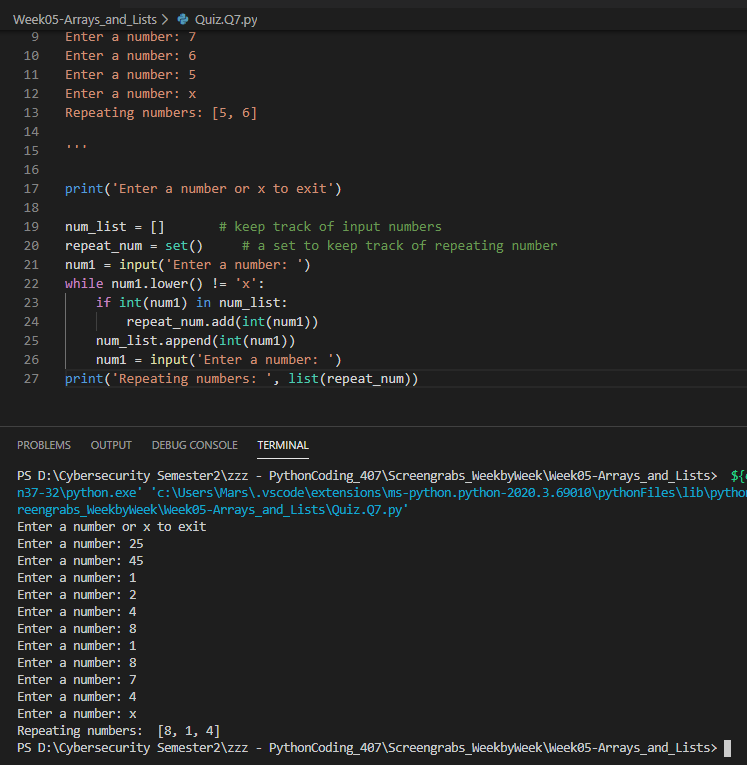 Week05-Arrays_and_Lists > Quiz.Q7.py
9 Enter a number: 7
10 Enter a number: 6
11 Enter a number: 5
12 Enter a number: x
13 Repeating numbers: [5, 6]
14
15 '''
16
17 print('Enter a number or x to exit')
18
19 num_list = []       # keep track of input numbers
20 repeat_num = set()     # a set to keep track of repeating number
21 num1 = input('Enter a number: ')
22 while num1.lower() != 'x':
23     if int(num1) in num_list:
24         repeat_num.add(int(num1))
25     num_list.append(int(num1))
26     num1 = input('Enter a number: ')
27 print('Repeating numbers: ', list(repeat_num))
PROBLEMS OUTPUT DEBUG CONSOLE TERMINAL
PS D:\Cybersecurity Semester2\zzz - PythonCoding_407\Screengrabs_WeekbyWeek\Week05-Arrays_and_Lists>  ${
n37-32\python.exe' 'c:\Users\Mars\.vscode\extensions\ms-python.python-2020.3.69010\pythonFiles\lib\python
reengrabs_WeekbyWeek\Week05-Arrays_and_Lists\Quiz.Q7.py'
Enter a number or x to exit
Enter a number: 25
Enter a number: 45
Enter a number: 1
Enter a number: 2
Enter a number: 4
Enter a number: 8
Enter a number: 1
Enter a number: 8
Enter a number: 7
Enter a number: 4
Enter a number: x
Repeating numbers:  [8, 1, 4]
PS D:\Cybersecurity Semester2\zzz - PythonCoding_407\Screengrabs_WeekbyWeek\Week05-Arrays_and_Lists>